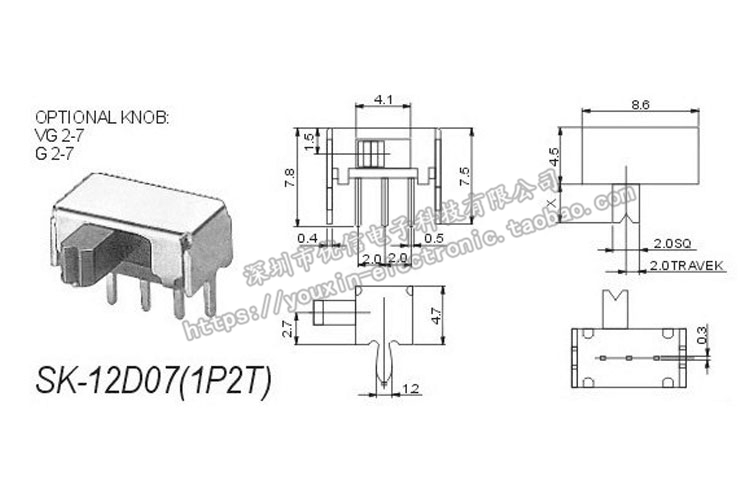 OPTIONAL KNOB:
VG 2-7
G 2-7
4.1
1.5
7.8
7.5
0.4
0.5
2.0
2.0
8.6
4.5
X
2.0SQ
2.0TRAVEK
2.7
4.7
1.2
0.3
SK-12D07(1P2T)
深圳市优信电子科技有限公司
https://youxin-electronic.taobao.com